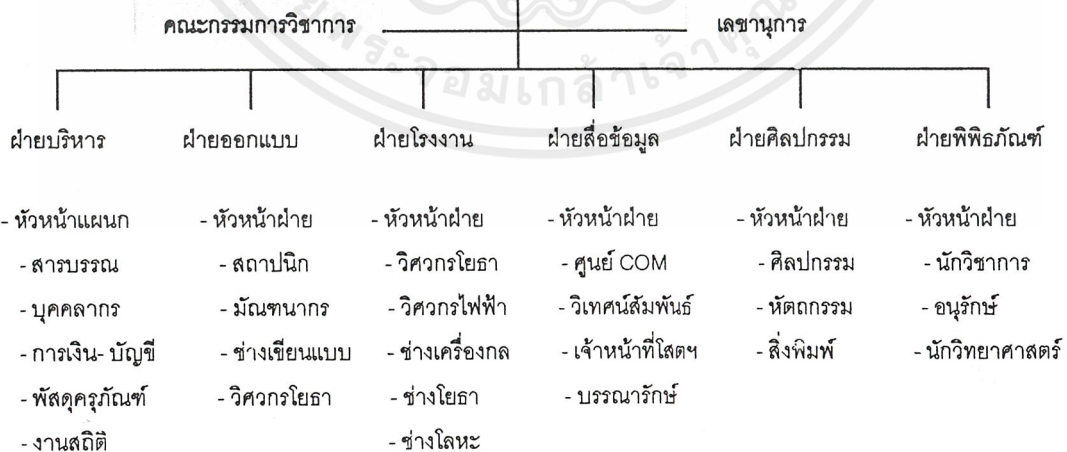 คณะกรรมการวิชาการ เลขานุการ
พระจอมเกล้าเจ้าคุณ
ฝ่ายบริหาร ฝ่ายออกแบบ ฝ่ายโรงงาน ฝ่ายสื่อข้อมูล ฝ่ายศิลปกรรม ฝ่ายพิพิธภัณฑ์
- หัวหน้าแผนก - หัวหน้าฝ่าย - หัวหน้าฝ่าย - หัวหน้าฝ่าย - หัวหน้าฝ่าย - หัวหน้าฝ่าย
- สารบรรณ - สถาปนิก - วิศวกรโยธา - ศูนย์ COM - ศิลปกรรม - นักวิชาการ
- บุคคลากร - มัณฑนากร - วิศวกรไฟฟ้า - วิเทศน์สัมพันธ์ - หัตถกรรม - อนุรักษ์
- การเงิน- บัญชี - ช่างเขียนแบบ - ช่างเครื่องกล - เจ้าหน้าที่โสตฯ - สิ่งพิมพ์ - นักวิทยาศาสตร์
- พัสดุครุภัณฑ์ - วิศวกรโยธา - ช่างโยธา - บรรณารักษ์
- งานสถิติ - ช่างโลหะ